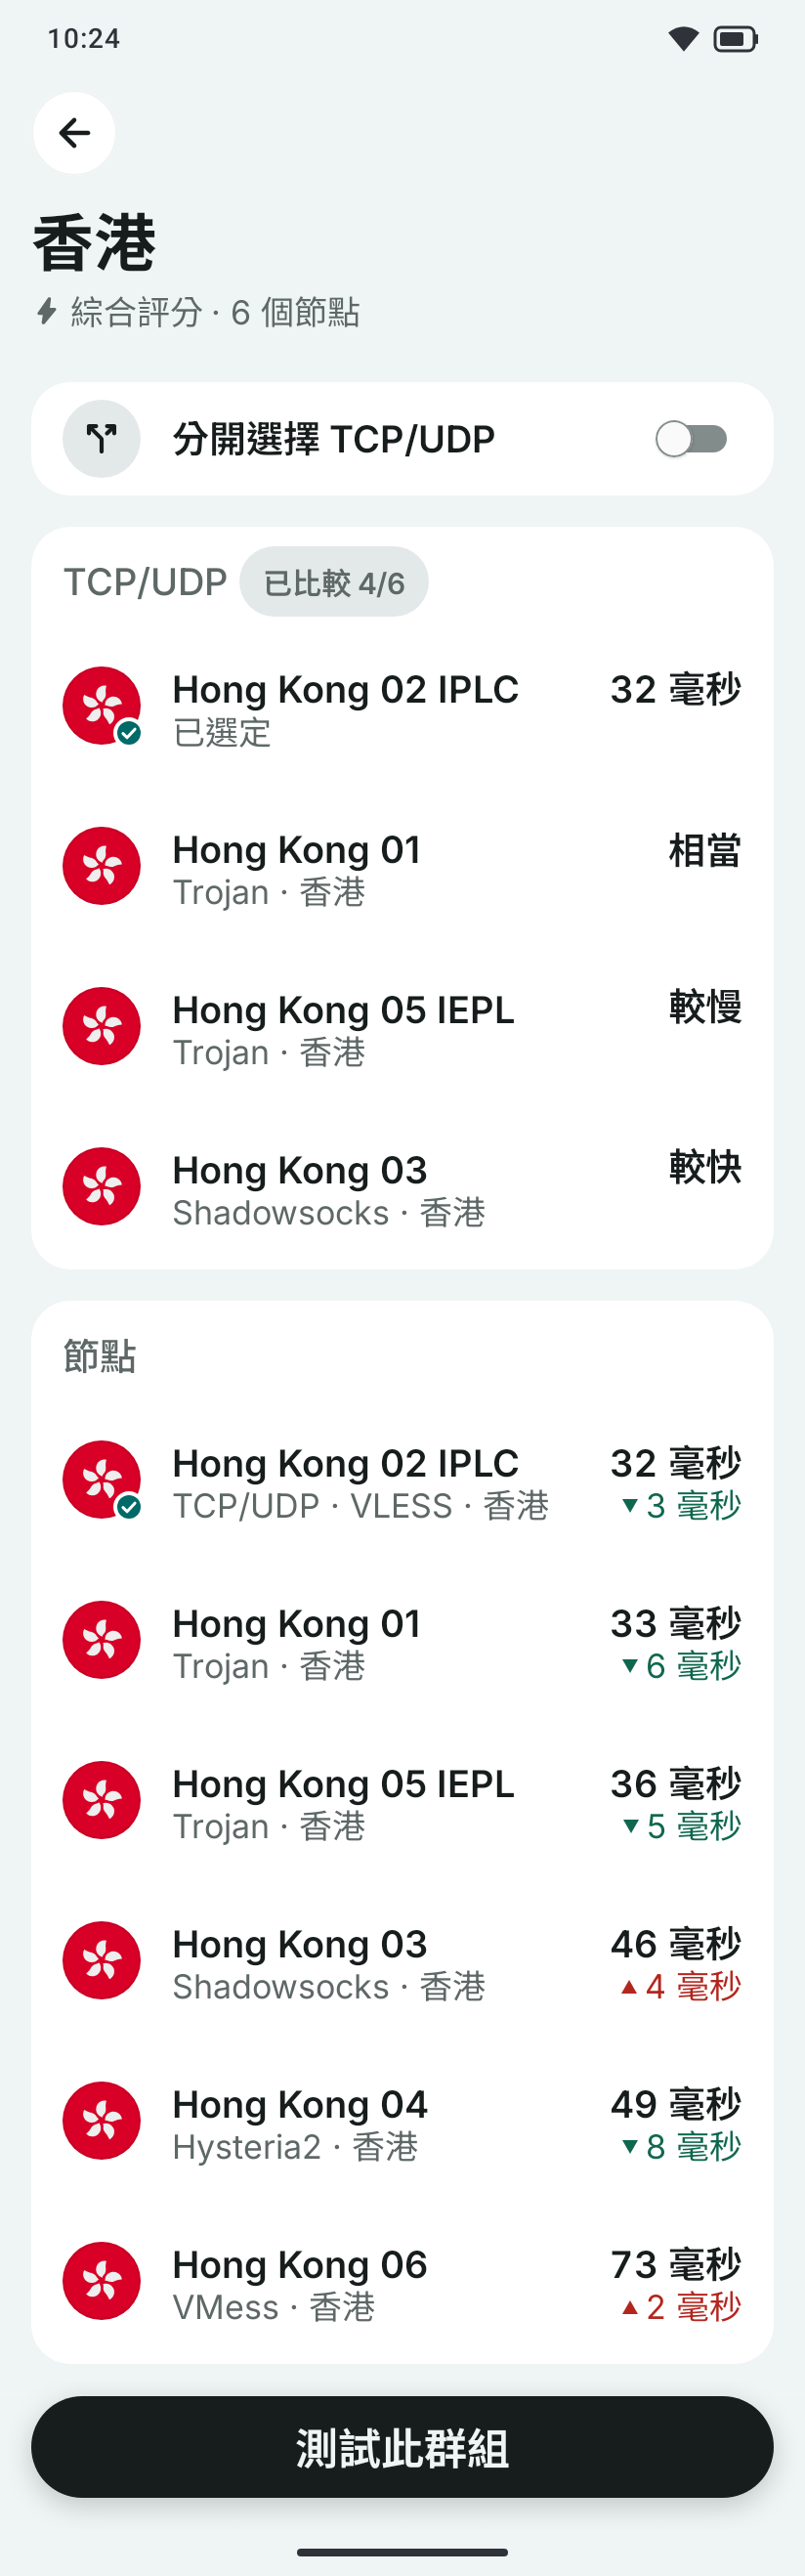 10:24
香港
綜合評分 · 6 個節點
分開選擇 TCP/UDP
TCP/UDP 已比較 4/6
Hong Kong 02 IPLC 32 毫秒
已選定
Hong Kong 01 相當
Trojan · 香港
Hong Kong 05 IEPL 較慢
Trojan · 香港
Hong Kong 03 較快
Shadowsocks · 香港
節點
Hong Kong 02 IPLC 32 毫秒
TCP/UDP · VLESS · 香港 ▼3 毫秒
Hong Kong 01 33 毫秒
Trojan · 香港 ▼6 毫秒
Hong Kong 05 IEPL 36 毫秒
Trojan · 香港 ▼5 毫秒
Hong Kong 03 46 毫秒
Shadowsocks · 香港 ▲4 毫秒
Hong Kong 04 49 毫秒
Hysteria2 · 香港 ▼8 毫秒
Hong Kong 06 73 毫秒
VMess · 香港 ▲2 毫秒
測試此群組